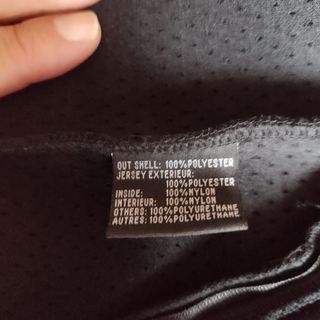 OUT SHELL: 100%POLYESTER
JERSEY EXTERIEUR:
100%POLYESTER
INSIDE: 100%NYLON
INTERIEUR: 100%NYLON
OTHERS: 100%POLYURETHANE
AUTRES: 100%POLYURETHANE